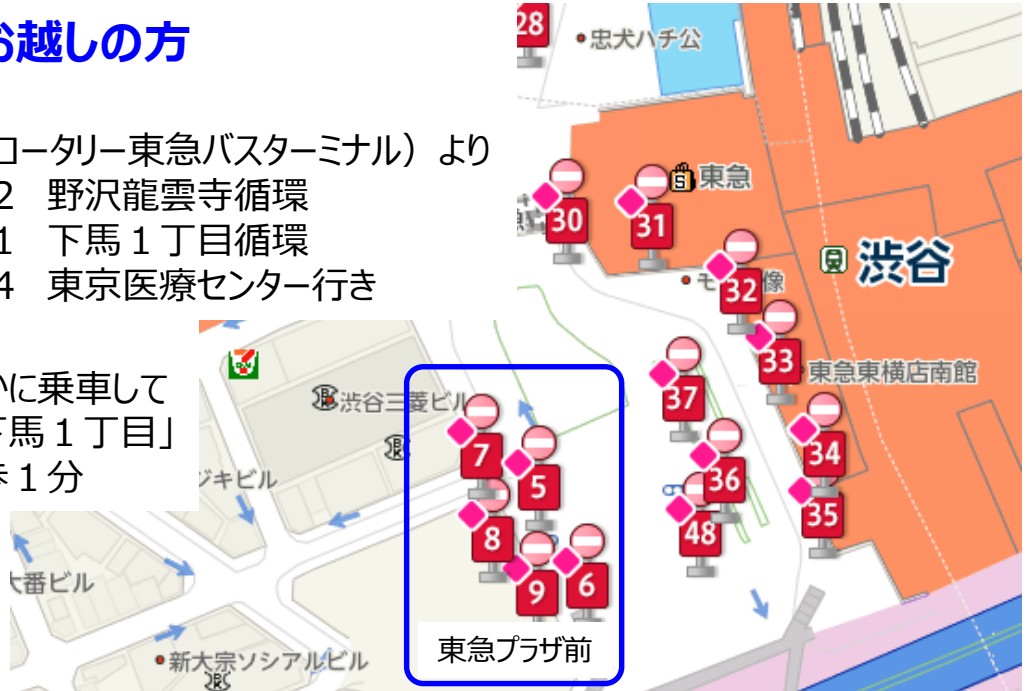 お越しの方
ロータリー東急バスターミナル）より
2 野沢龍雲寺循環
1 下馬１丁目循環
4 東京医療センター行き
かに乗車して
下馬１丁目」
歩１分
28
忠犬ハチ公
30
31
東急
32
モ
像
渋谷
33
東急東横店南館
37
34
36
35
48
渋谷三菱ビル
7
5
8
9
6
ジキビル
大番ビル
新大宗ソシアルビル
東急プラザ前